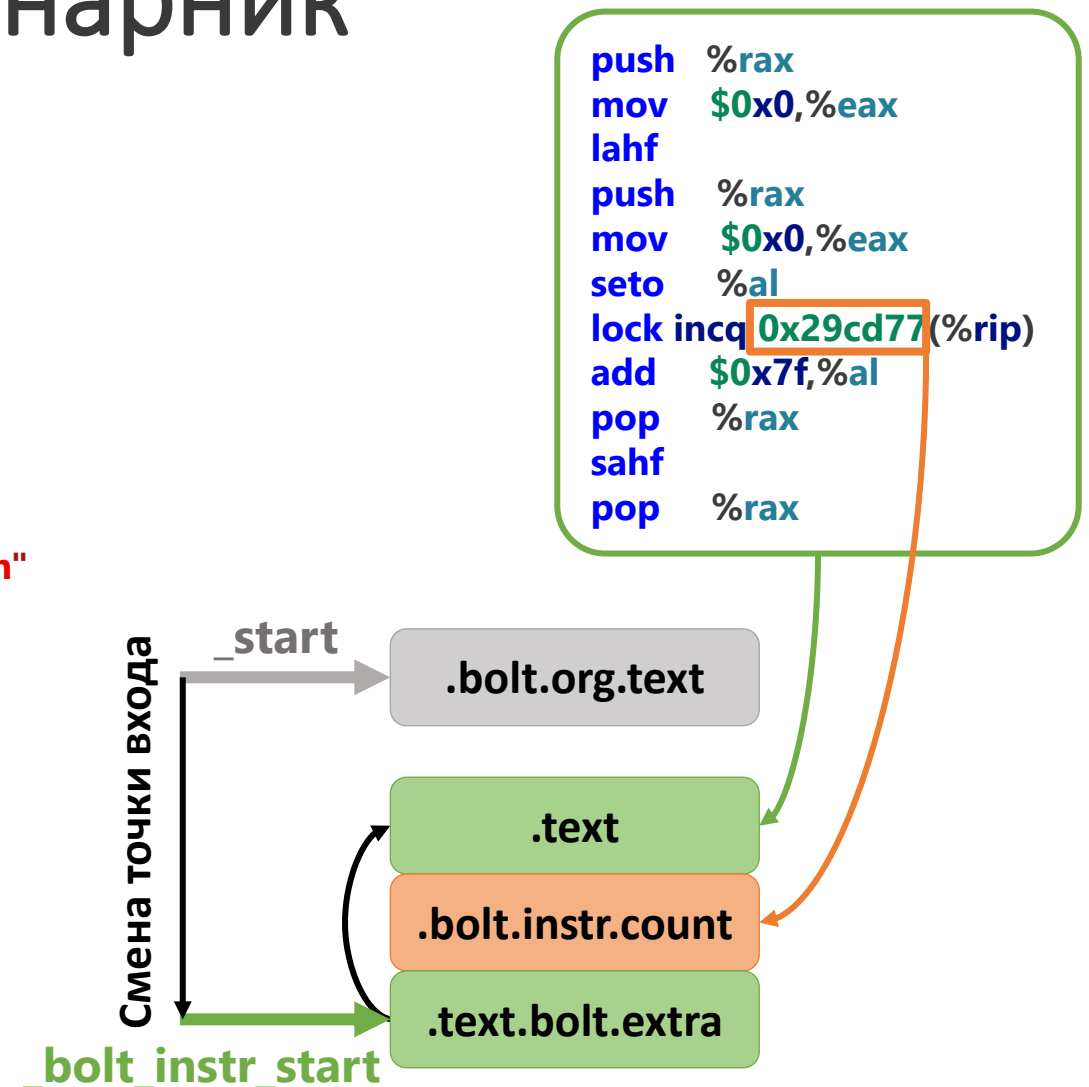 нарник
push %rax
mov $0x0,%eax
lahf
push %rax
mov $0x0,%eax
seto %al
lock incq 0x29cd77(%rip)
add $0x7f,%al
pop %rax
sahf
pop %rax
n"
_start
.bolt.org.text
Смена точки входа
.text
.bolt.instr.count
.text.bolt.extra
_bolt_instr_start